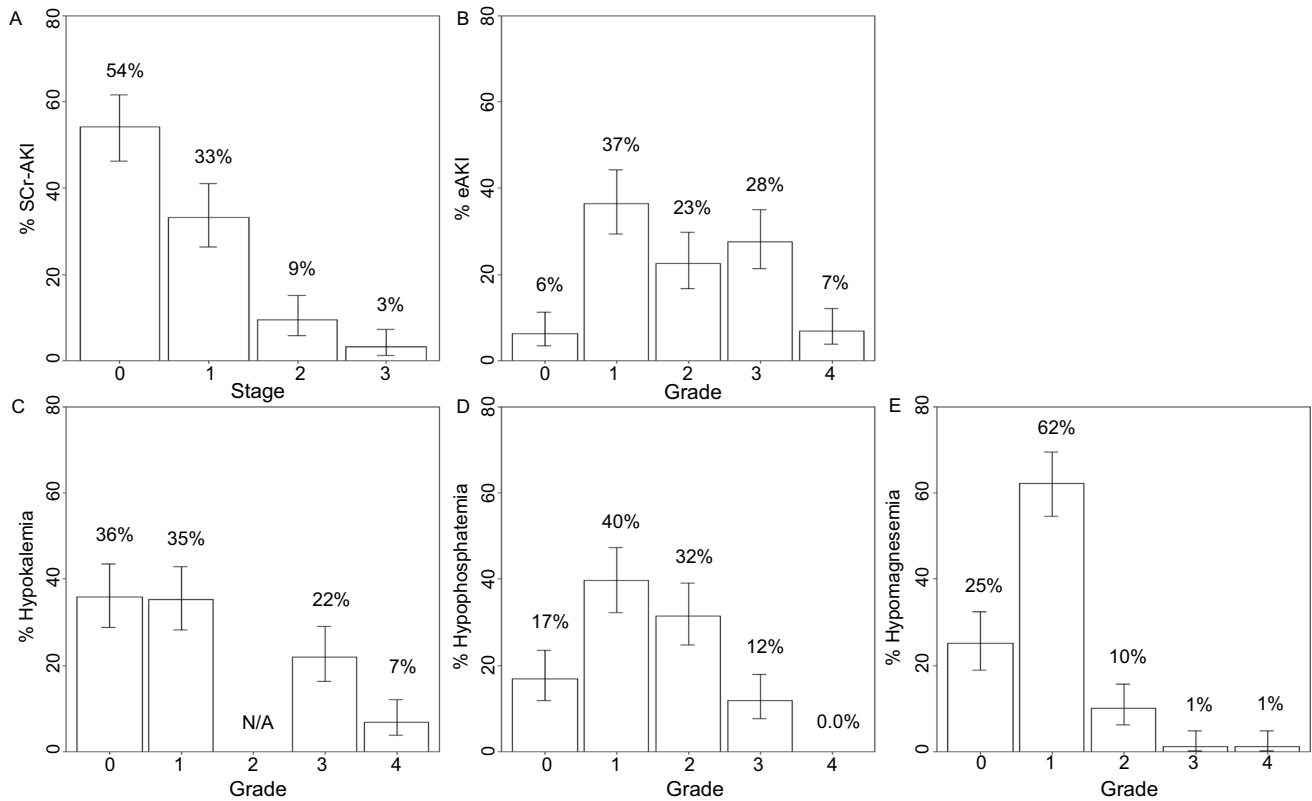 A
% SCr-AKI
80
60
40
20
0
54%
33%
9%
3%
0 1 2 3
Stage
B
% eAKI
80
60
40
20
0
6%
37%
23%
28%
7%
0 1 2 3 4
Grade
C
% Hypokalemia
80
60
40
20
0
36%
35%
N/A
22%
7%
0 1 2 3 4
Grade
D
% Hypophosphatemia
80
60
40
20
0
17%
40%
32%
12%
0.0%
0 1 2 3 4
Grade
E
% Hypomagnesemia
80
60
40
20
0
25%
62%
10%
1%
1%
0 1 2 3 4
Grade